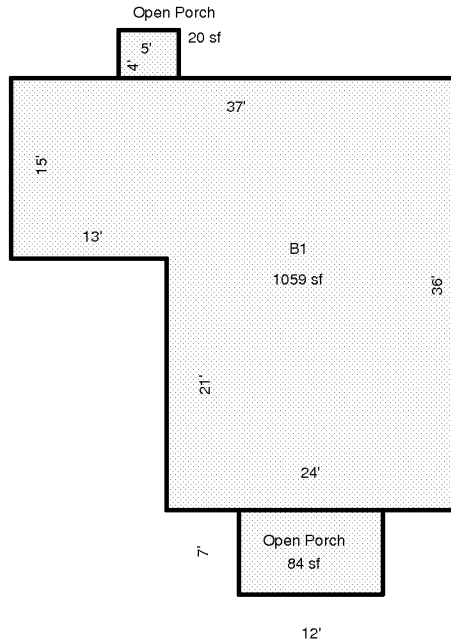 Open Porch
20 sf
5'
4'
37'
15'
13'
B1
1059 sf
36'
21'
24'
Open Porch
84 sf
7'
12'